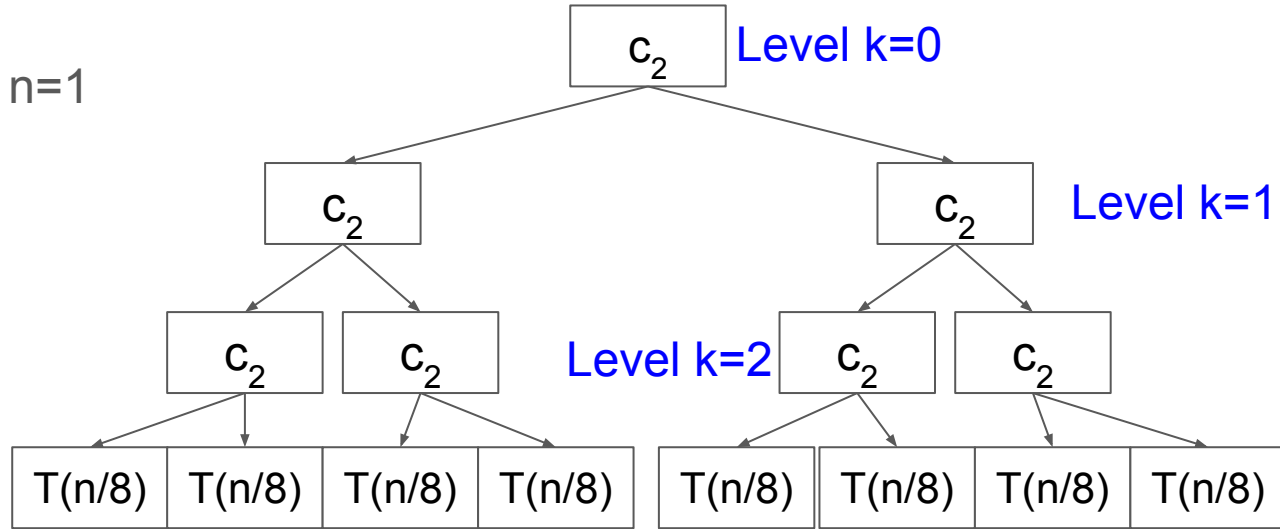 c₂ Level k=0
n=1
c₂ c₂ Level k=1
c₂ c₂ Level k=2 c₂ c₂
T(n/8) T(n/8) T(n/8) T(n/8) T(n/8) T(n/8) T(n/8) T(n/8)